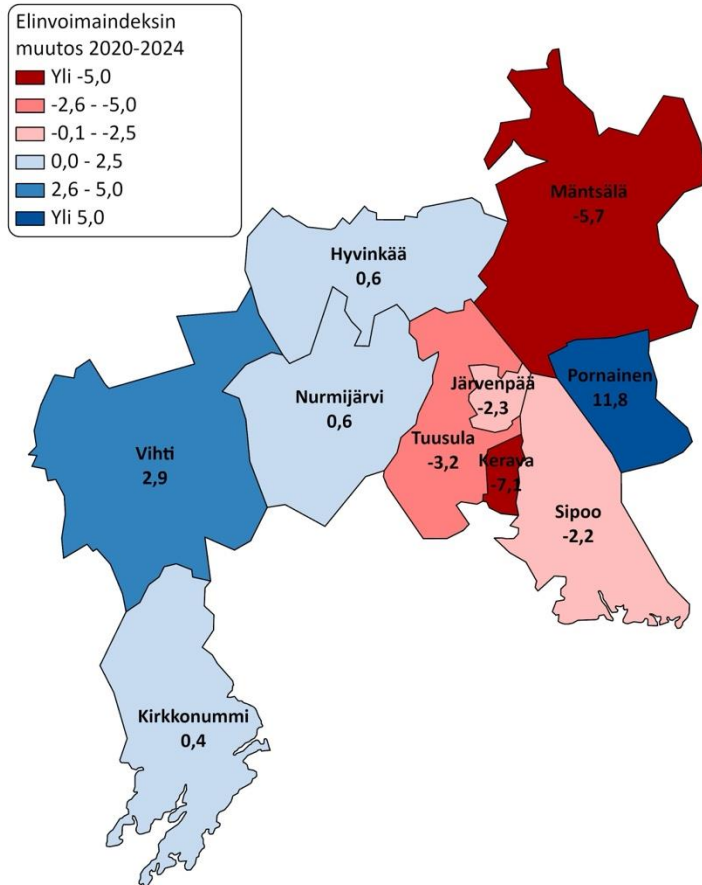 Elinvoimaindeksin
muutos 2020-2024
Yli -5,0
-2,6 - -5,0
-0,1 - -2,5
0,0 - 2,5
2,6 - 5,0
Yli 5,0
Mäntsälä
-5,7
Hyvinkää
0,6
Järvenpää
-2,3
Pornainen
11,8
Nurmijärvi
0,6
Tuusula
-3,2
Vihti
2,9
Kerava
-7,1
Sipoo
-2,2
Kirkkonummi
0,4